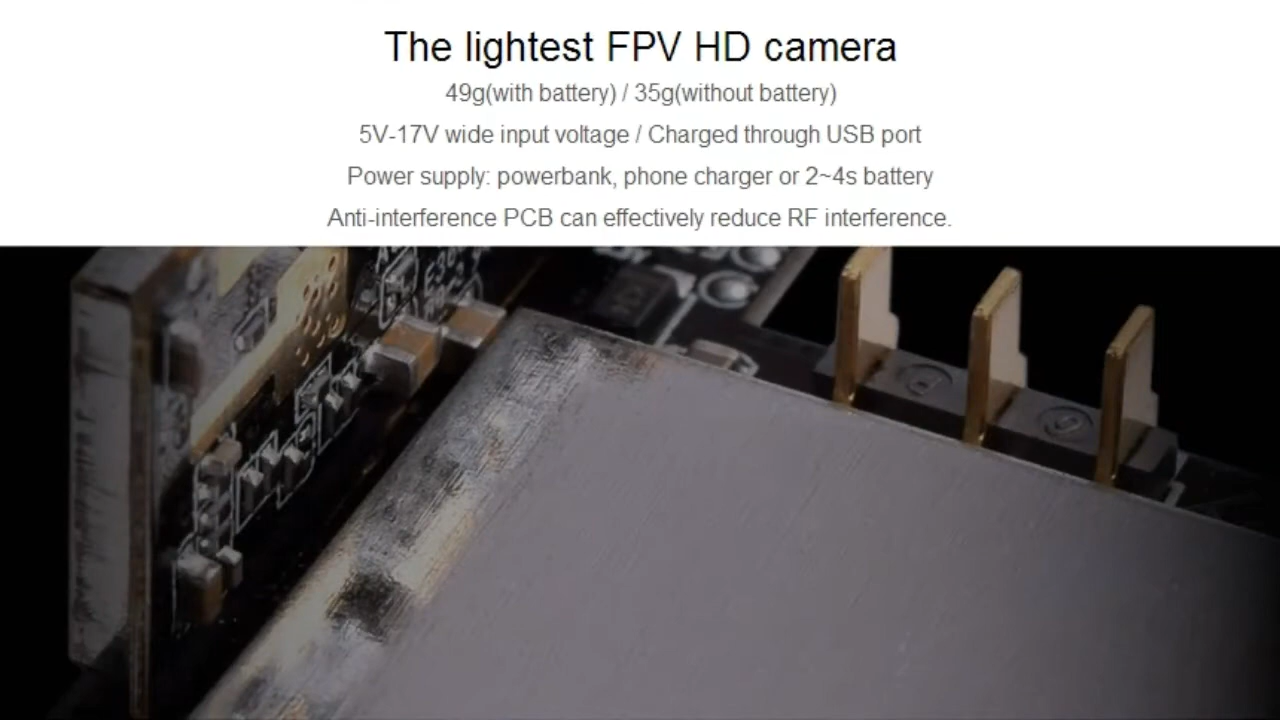 The lightest FPV HD camera
49g(with battery) / 35g(without battery)
5V-17V wide input voltage / Charged through USB port
Power supply: powerbank, phone charger or 2~4s battery
Anti-interference PCB can effectively reduce RF interference.